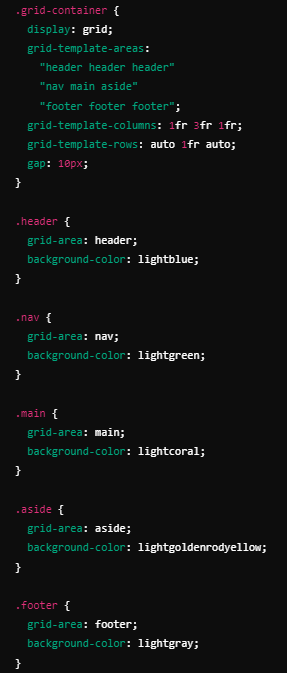 .grid-container {
  display: grid;
  grid-template-areas:
    "header header header"
    "nav main aside"
    "footer footer footer";
  grid-template-columns: 1fr 3fr 1fr;
  grid-template-rows: auto 1fr auto;
  gap: 10px;
}

.header {
  grid-area: header;
  background-color: lightblue;
}

.nav {
  grid-area: nav;
  background-color: lightgreen;
}

.main {
  grid-area: main;
  background-color: lightcoral;
}

.aside {
  grid-area: aside;
  background-color: lightgoldenrodyellow;
}

.footer {
  grid-area: footer;
  background-color: lightgray;
}